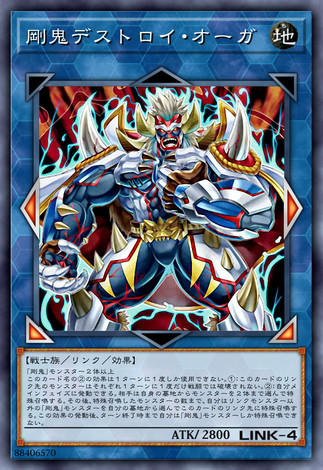 剛鬼デストロイ・オーガ
地
【戦士族／リンク／効果】
「剛鬼」モンスター２体以上
このカード名の②の効果は１ターンに１度しか使用できない。①：このカードのリン
ク先のモンスターはそれぞれ１ターンに１度だけ戦闘では破壊されない。②：自分メ
インフェイズに発動できる。相手は自身の墓地からモンスターを２体まで選んで特
殊召喚する。その後、特殊召喚したモンスターの数まで、自分はリンクモンスター以
外の「剛鬼」モンスターを自分の墓地から選んでこのカードのリンク先に特殊召喚す
る。この効果の発動後、ターン終了時まで自分は「剛鬼」モンスターしか特殊召喚でき
ない。
ATK/ 2800 LINK-4
88406570